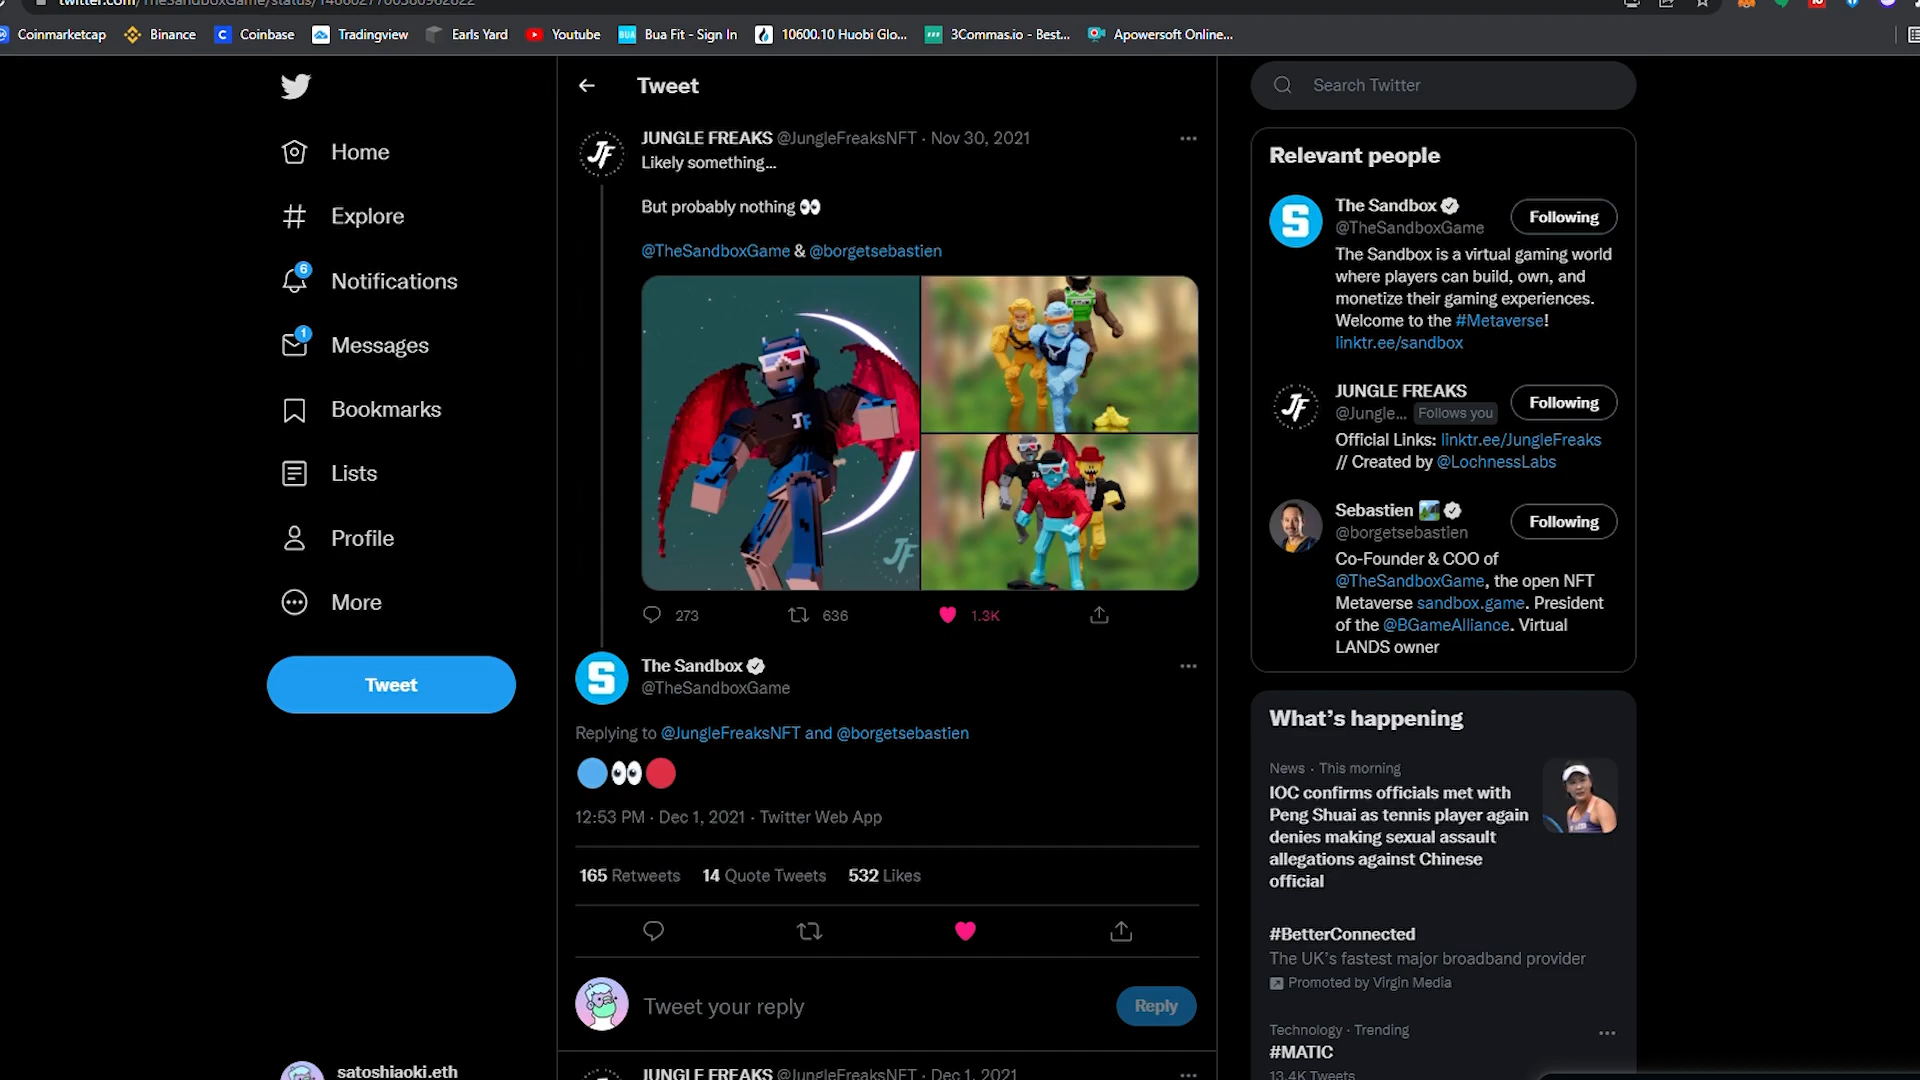 Coinmarketcap
Binance
Coinbase
Tradingview
Earls Yard
Youtube
Bua Fit - Sign In
10600.10 Huobi Glo...
3Commas.io - Best...
Apowersoft Online...
Home
Explore
6
Notifications
1
Messages
Bookmarks
Lists
Profile
More
Tweet
satoshiaoki.eth
Tweet
JUNGLE FREAKS @JungleFreaksNFT · Nov 30, 2021
Likely something...
But probably nothing 👀
@TheSandboxGame & @borgetsebastien
JF
JF
273
636
1.3K
The Sandbox
@TheSandboxGame
Replying to @JungleFreaksNFT and @borgetsebastien
🔵👀🔴
12:53 PM · Dec 1, 2021 · Twitter Web App
165 Retweets 14 Quote Tweets 532 Likes
Tweet your reply
Reply
JUNGLE FREAKS @JungleFreaksNFT · Dec 1, 2021
Search Twitter
Relevant people
The Sandbox
@TheSandboxGame
Following
The Sandbox is a virtual gaming world
where players can build, own, and
monetize their gaming experiences.
Welcome to the #Metaverse!
linktr.ee/sandbox
JUNGLE FREAKS
@Jungle... Follows you
Following
Official Links: linktr.ee/JungleFreaks
// Created by @LochnessLabs
Sebastien
@borgetsebastien
Following
Co-Founder & COO of
@TheSandboxGame, the open NFT
Metaverse sandbox.game. President
of the @BGameAlliance. Virtual
LANDS owner
What's happening
News · This morning
IOC confirms officials met with
Peng Shuai as tennis player again
denies making sexual assault
allegations against Chinese
official
#BetterConnected
The UK's fastest major broadband provider
Promoted by Virgin Media
Technology · Trending
#MATIC
13.4K Tweets